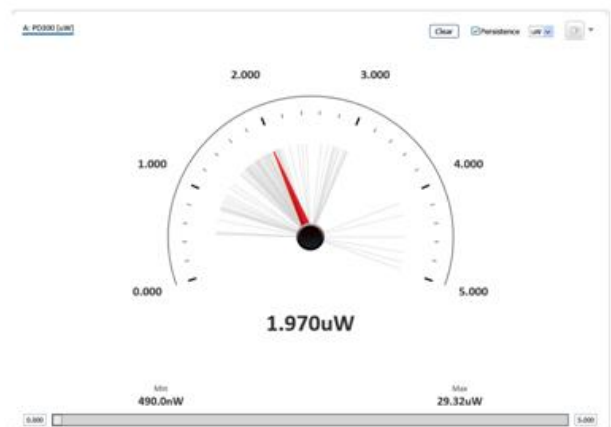 A: PD300 [uW]
Clear
Persistence
uW
2.000
3.000
1.000
4.000
0.000
5.000
1.970uW
Min
Max
490.0nW
29.32uW
0.000
5.000